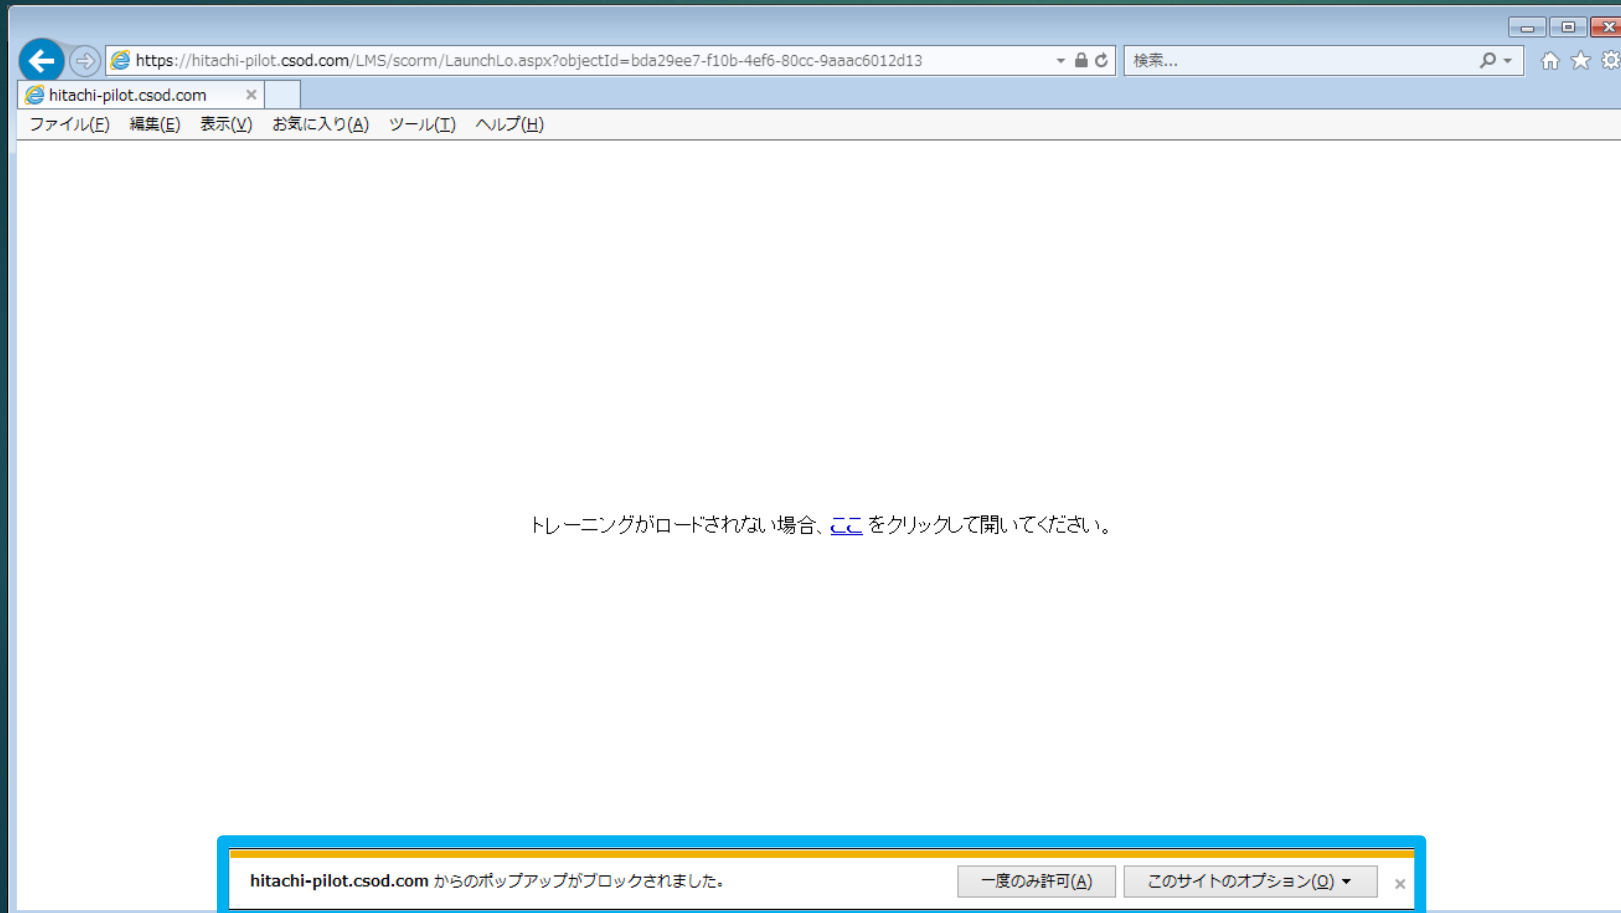 https://hitachi-pilot.csod.com/LMS/scorm/LaunchLo.aspx?objectId=bda29ee7-f10b-4ef6-80cc-9aaac6012d13
検索...
hitachi-pilot.csod.com
ファイル(F) 編集(E) 表示(V) お気に入り(A) ツール(T) ヘルプ(H)
トレーニングがロードされない場合、ここ をクリックして開いてください。
hitachi-pilot.csod.com からのポップアップがブロックされました。 一度のみ許可(A) このサイトのオプション(O)